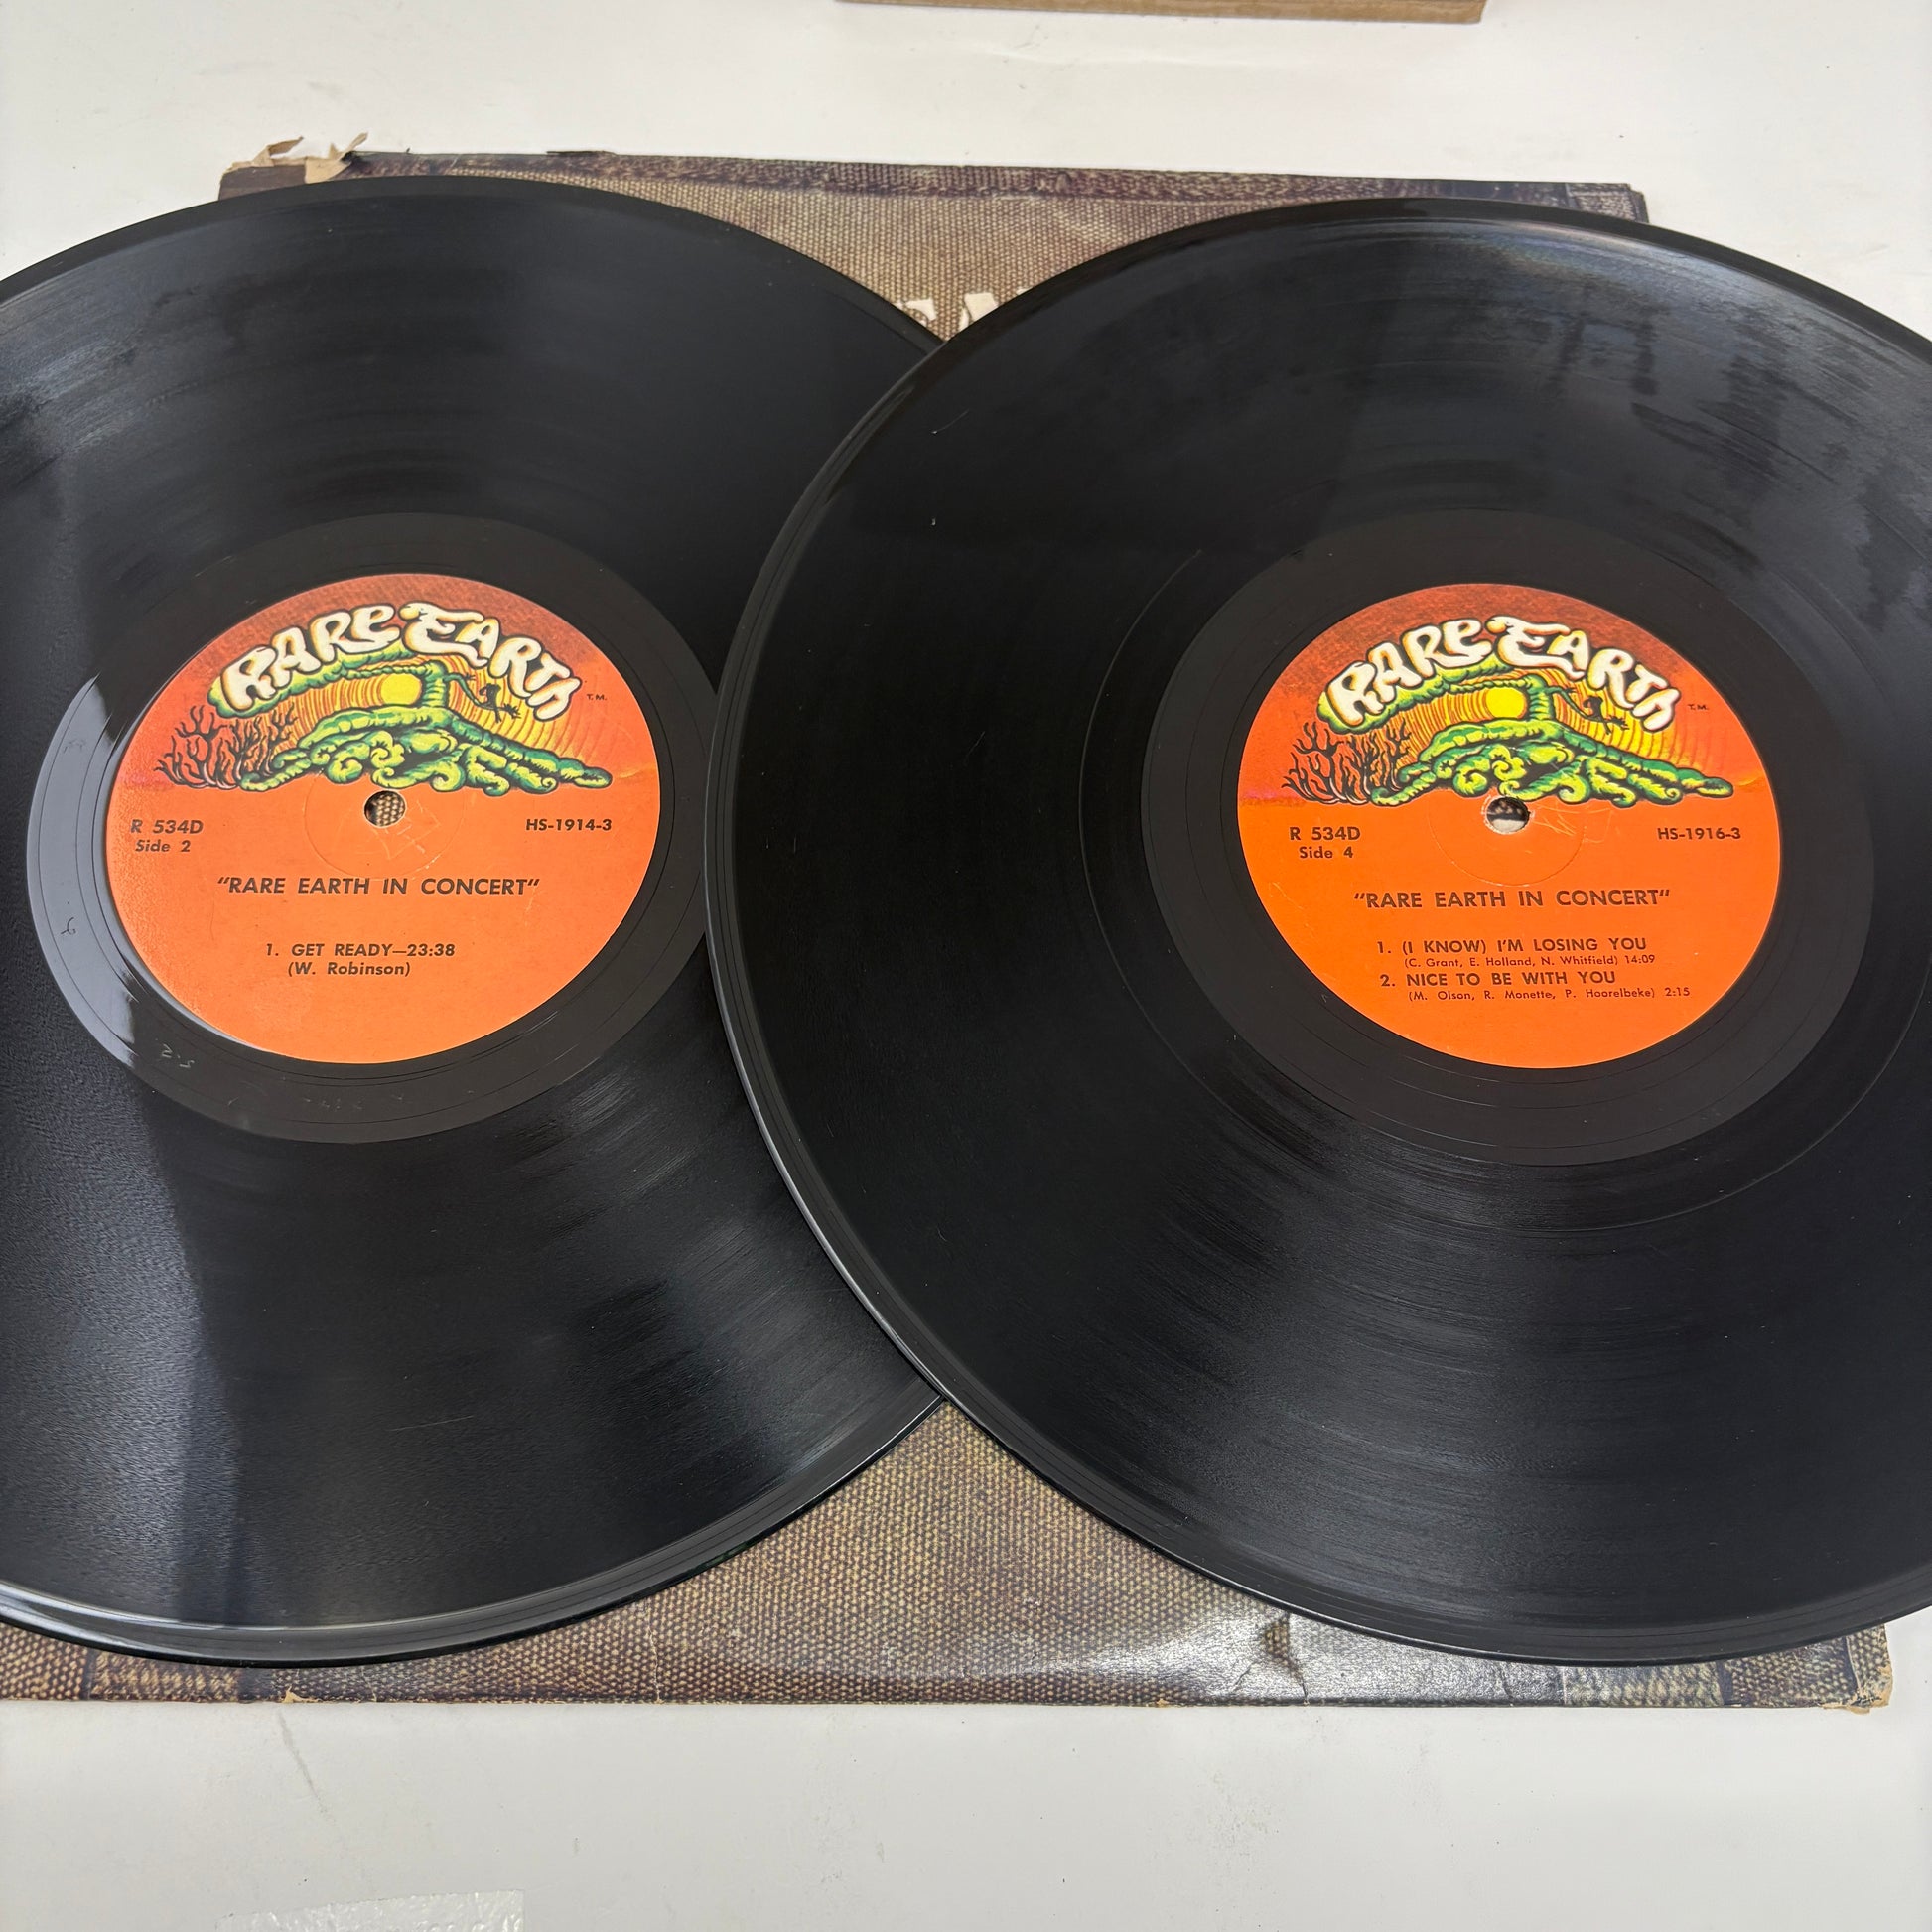 RARE EARTH T.M.
R 534D HS-1914-3
Side 2
"RARE EARTH IN CONCERT"
1. GET READY—23:38
(W. Robinson)
RARE EARTH T.M.
R 534D HS-1916-3
Side 4
"RARE EARTH IN CONCERT"
1. (I KNOW) I'M LOSING YOU
(C. Grant, E. Holland, N. Whitfield) 14:09
2. NICE TO BE WITH YOU
(M. Olson, R. Monette, P. Hoorelbeke) 2:15